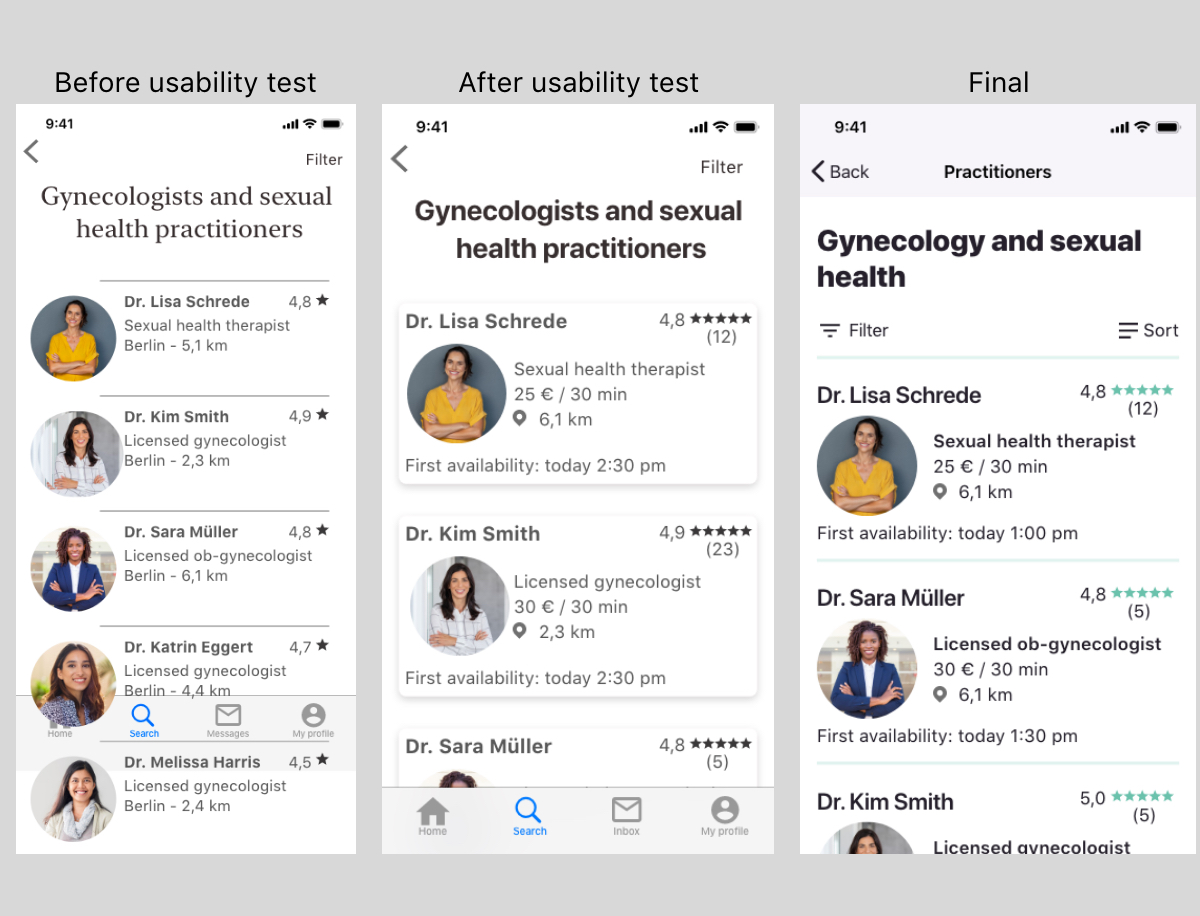 Before usability test
9:41
Filter
Gynecologists and sexual
health practitioners
Dr. Lisa Schrede 4,8
Sexual health therapist
Berlin - 5,1 km
Dr. Kim Smith 4,9
Licensed gynecologist
Berlin - 2,3 km
Dr. Sara Müller 4,8
Licensed ob-gynecologist
Berlin - 6,1 km
Dr. Katrin Eggert 4,7
Licensed gynecologist
Berlin - 4,4 km
Home Search Messages My profile
Dr. Melissa Harris 4,5
Licensed gynecologist
Berlin - 2,4 km
After usability test
9:41
Filter
Gynecologists and sexual
health practitioners
Dr. Lisa Schrede 4,8
(12)
Sexual health therapist
25 € / 30 min
6,1 km
First availability: today 2:30 pm
Dr. Kim Smith 4,9
(23)
Licensed gynecologist
30 € / 30 min
2,3 km
First availability: today 2:30 pm
Dr. Sara Müller 4,8
(5)
Home Search Inbox My profile
Final
9:41
Back Practitioners
Gynecology and sexual
health
Filter Sort
Dr. Lisa Schrede 4,8
(12)
Sexual health therapist
25 € / 30 min
6,1 km
First availability: today 1:00 pm
Dr. Sara Müller 4,8
(5)
Licensed ob-gynecologist
30 € / 30 min
6,1 km
First availability: today 1:30 pm
Dr. Kim Smith 5,0
(5)
Licensed gynecologist